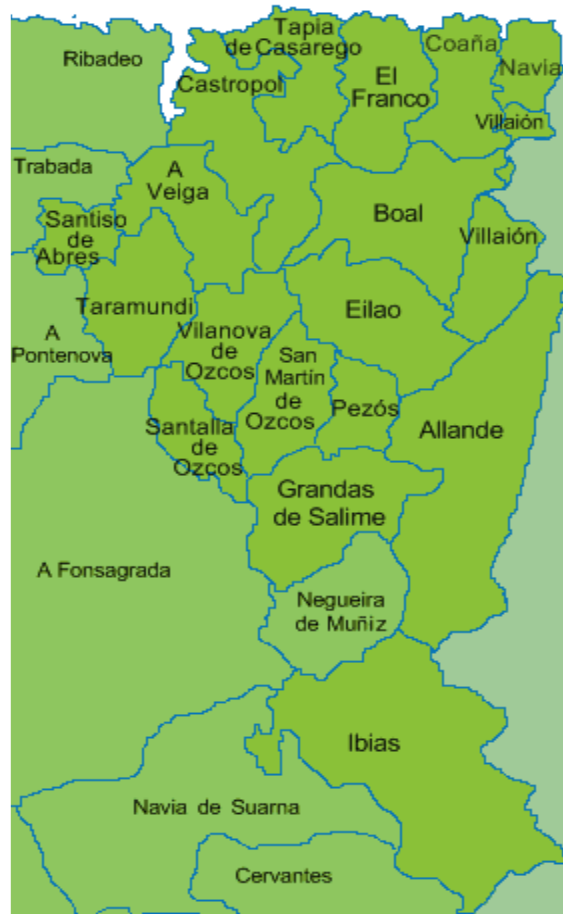 Tapia
de Casarego
Coaña
Ribadeo
Castropol
El
Franco
Navia
Villaión
Trabada
A
Veiga
Santiso
de
Abres
Boal
Villaión
Taramundi
Eilao
A
Pontenova
Vilanova
de
Ozcos
San
Martín
de
Ozcos
Pezós
Allande
Santalla
de
Ozcos
Grandas
de Salime
A Fonsagrada
Negueira
de Muñiz
Ibias
Navia de Suarna
Cervantes